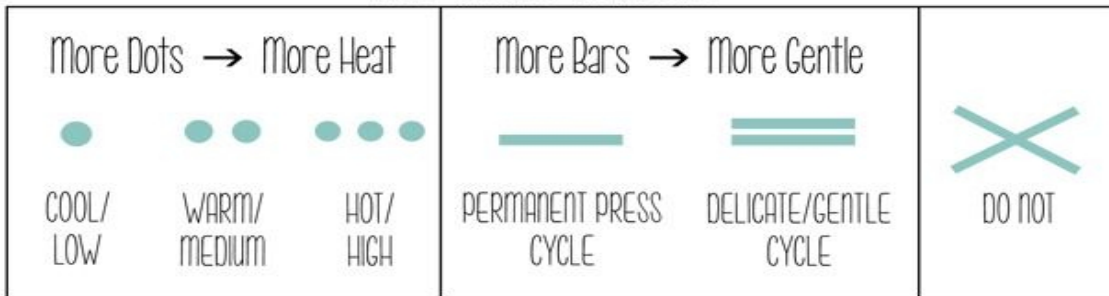 More Dots → More Heat
COOL/
LOW
WARM/
MEDIUM
HOT/
HIGH
More Bars → More Gentle
PERMANENT PRESS
CYCLE
DELICATE/GENTLE
CYCLE
DO NOT